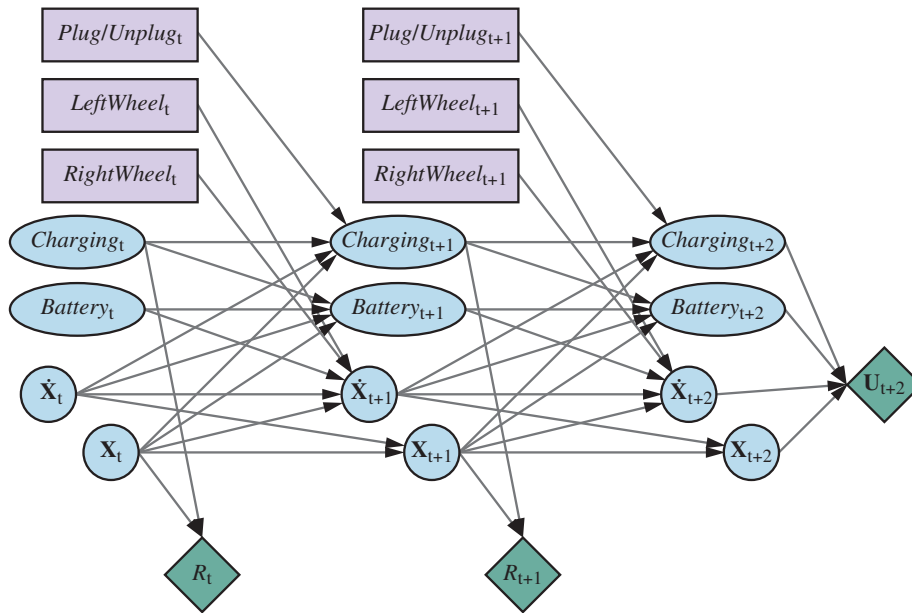 Plug/Unplug_t Plug/Unplug_t+1
LeftWheel_t LeftWheel_t+1
RightWheel_t RightWheel_t+1
Charging_t Charging_t+1 Charging_t+2
Battery_t Battery_t+1 Battery_t+2
Ẋ_t Ẋ_t+1 Ẋ_t+2 U_t+2
X_t X_t+1 X_t+2
R_t R_t+1